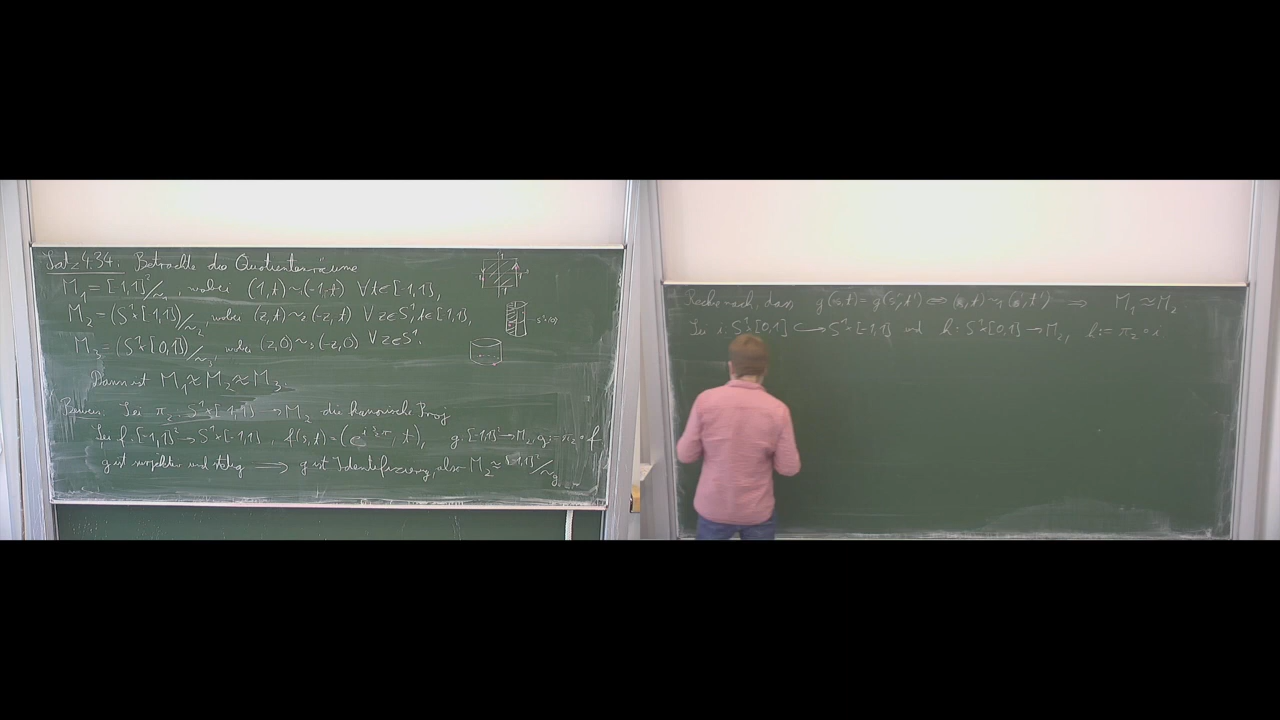 Satz 4.34. Betrachte die Quotientenräume
M₁ = [-1,1]²/~₁, wobei (1,t) ~ (-1,-t) ∀t∈[-1,1],
M₂ = (S¹×[-1,1])/~₂, wobei (z,t) ~₂ (-z,-t) ∀z∈S¹, t∈[-1,1],
M₃ = (S¹×[0,1])/~₃, wobei (z,0) ~₃ (-z,0) ∀z∈S¹.
Dann ist M₁ ≈ M₂ ≈ M₃.
Beweis: Sei π₂: S¹×[-1,1] → M₂ die kanonische Proj
Sei f: [-1,1]² → S¹×[-1,1], f(s,t) = ( , t), g: [-1,1]² → M₂, g := π₂ ∘ f
g ist surjektiv und stetig ⟹ g ist Identifizierung, also M₂ ≈ [-1,1]²/~g.
S¹×{0}
Rechne nach, dass g(s,t) = g(s',t') ⟺ (s,t) ~₁ (s',t') ⟹ M₁ ≈ M₂
Sei i: S¹×[0,1] ↪ S¹×[-1,1] und h: S¹×[0,1] → M₂, h := π₂ ∘ i